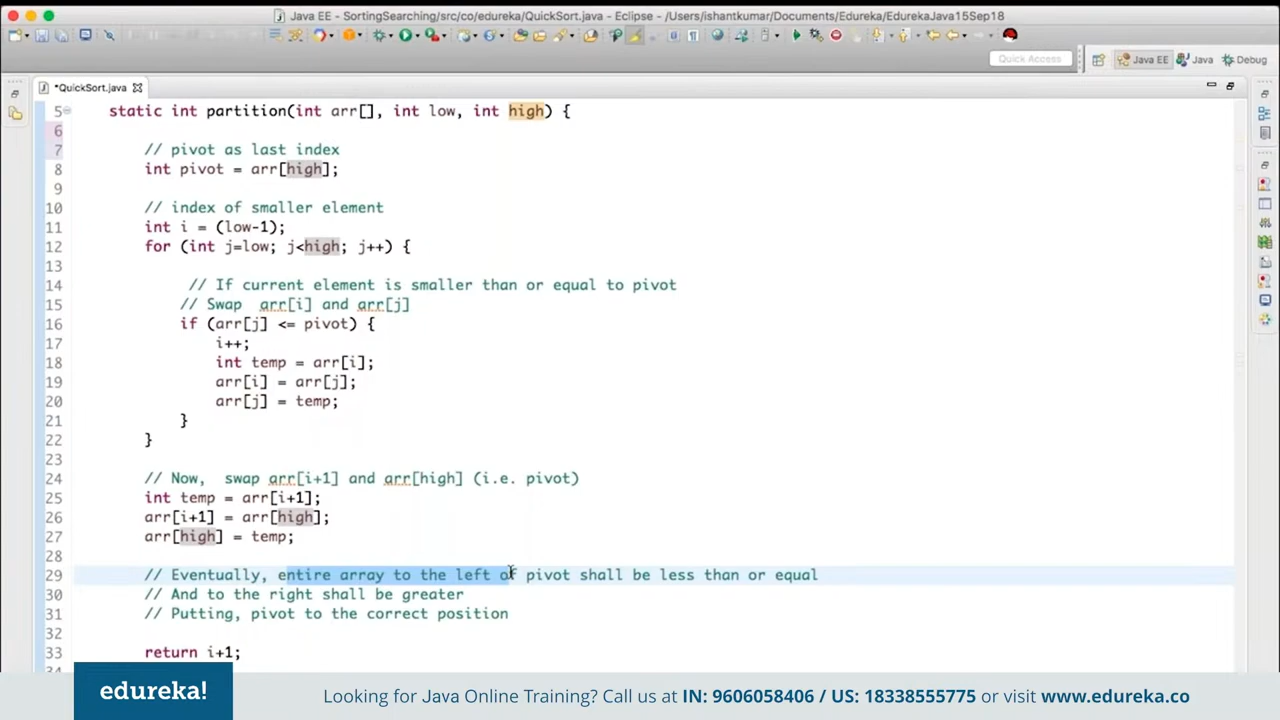 Java EE - SortingSearching/src/co/edureka/QuickSort.java - Eclipse - /Users/ishantkumar/Documents/Edureka/EdurekaJava15Sep18
Quick Access
Java EE
Java
Debug
*QuickSort.java
5 static int partition(int arr[], int low, int high) {
6
7 // pivot as last index
8 int pivot = arr[high];
9
10 // index of smaller element
11 int i = (low-1);
12 for (int j=low; j<high; j++) {
13
14 // If current element is smaller than or equal to pivot
15 // Swap arr[i] and arr[j]
16 if (arr[j] <= pivot) {
17 i++;
18 int temp = arr[i];
19 arr[i] = arr[j];
20 arr[j] = temp;
21 }
22 }
23
24 // Now, swap arr[i+1] and arr[high] (i.e. pivot)
25 int temp = arr[i+1];
26 arr[i+1] = arr[high];
27 arr[high] = temp;
28
29 // Eventually, entire array to the left of pivot shall be less than or equal
30 // And to the right shall be greater
31 // Putting, pivot to the correct position
32
33 return i+1;
edureka!
Looking for Java Online Training? Call us at IN: 9606058406 / US: 18338555775 or visit www.edureka.co